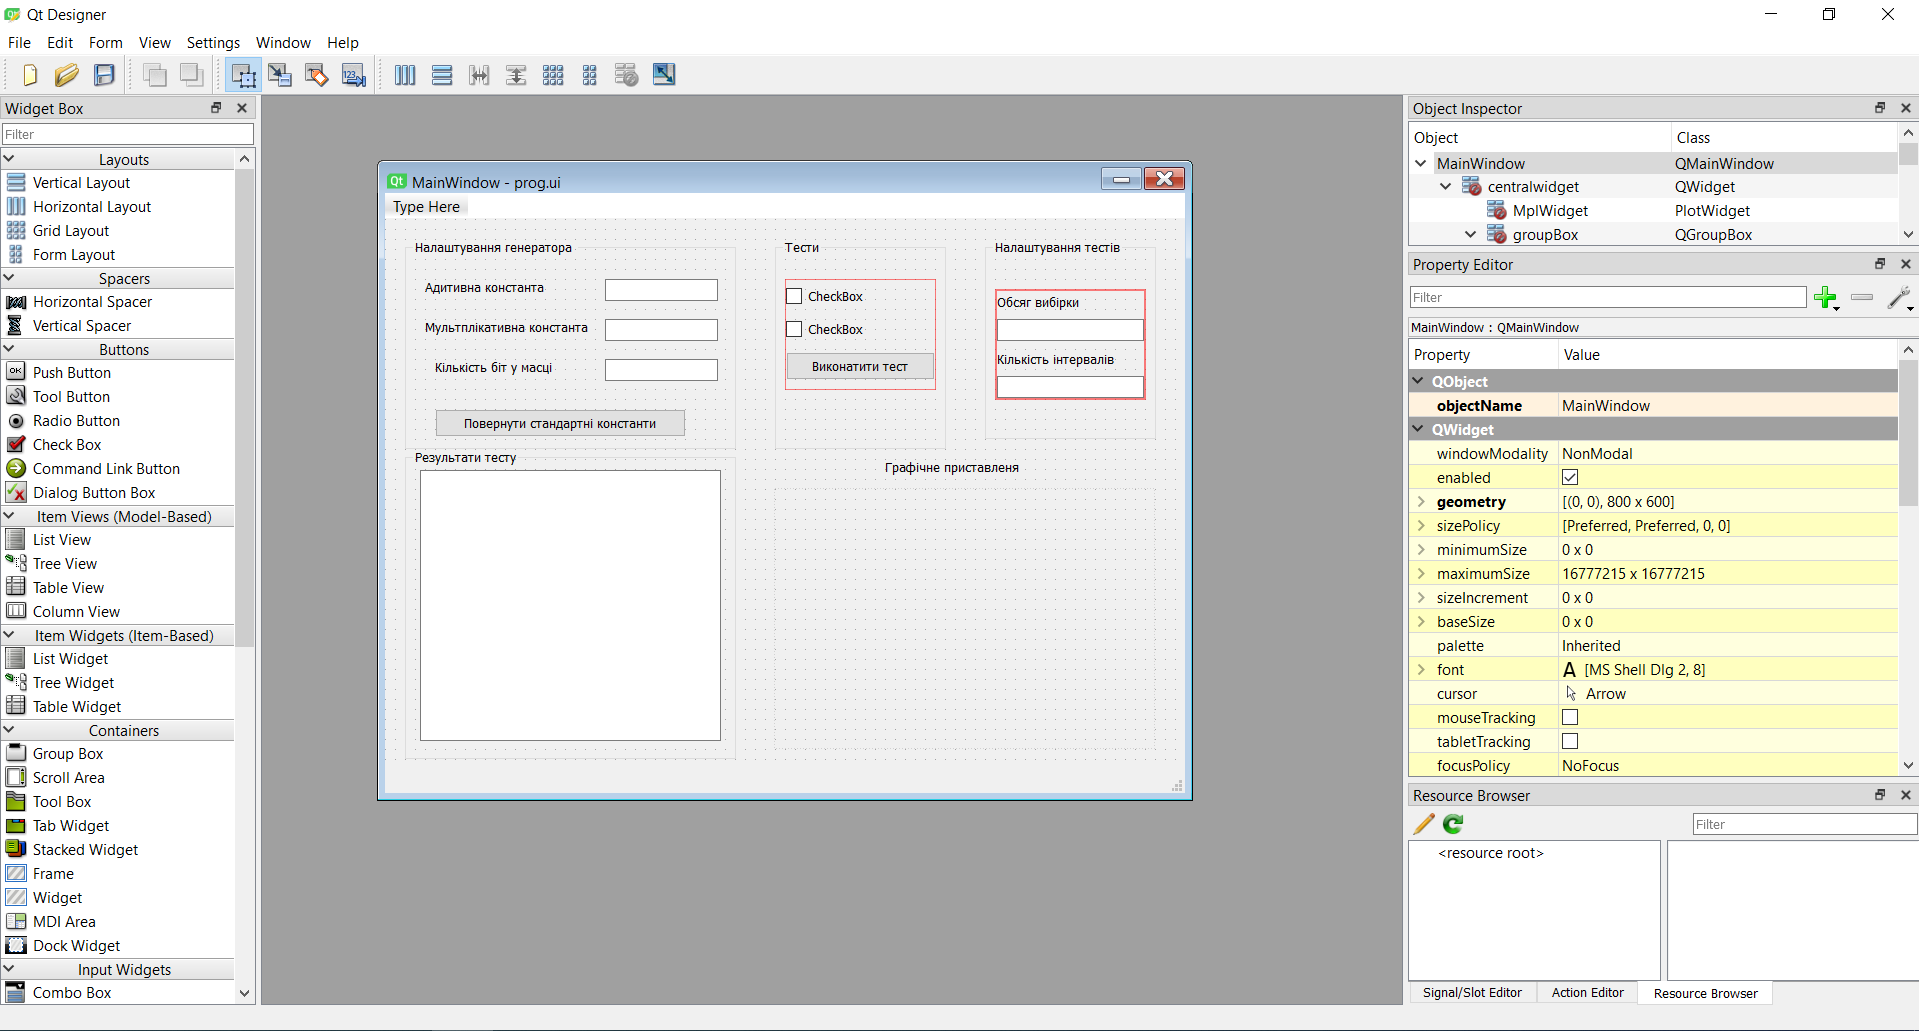 Qt Designer
File Edit Form View Settings Window Help
Widget Box
Filter
Layouts
Vertical Layout
Horizontal Layout
Grid Layout
Form Layout
Spacers
Horizontal Spacer
Vertical Spacer
Buttons
Push Button
Tool Button
Radio Button
Check Box
Command Link Button
Dialog Button Box
Item Views (Model-Based)
List View
Tree View
Table View
Column View
Item Widgets (Item-Based)
List Widget
Tree Widget
Table Widget
Containers
Group Box
Scroll Area
Tool Box
Tab Widget
Stacked Widget
Frame
Widget
MDI Area
Dock Widget
Input Widgets
Combo Box
MainWindow - prog.ui
Type Here
Налаштування генератора
Адитивна константа
Мультплікативна константа
Кількість біт у масці
Повернути стандартні константи
Тести
CheckBox
CheckBox
Виконатити тест
Налаштування тестів
Обсяг вибірки
Кількість інтервалів
Результати тесту
Графічне приставленя
Object Inspector
Object Class
MainWindow QMainWindow
centralwidget QWidget
MplWidget PlotWidget
groupBox QGroupBox
Property Editor
Filter
MainWindow : QMainWindow
Property Value
QObject
objectName MainWindow
QWidget
windowModality NonModal
enabled
geometry [(0, 0), 800 x 600]
sizePolicy [Preferred, Preferred, 0, 0]
minimumSize 0 x 0
maximumSize 16777215 x 16777215
sizeIncrement 0 x 0
baseSize 0 x 0
palette Inherited
font A [MS Shell Dlg 2, 8]
cursor Arrow
mouseTracking
tabletTracking
focusPolicy NoFocus
Resource Browser
Filter
<resource root>
Signal/Slot Editor Action Editor Resource Browser